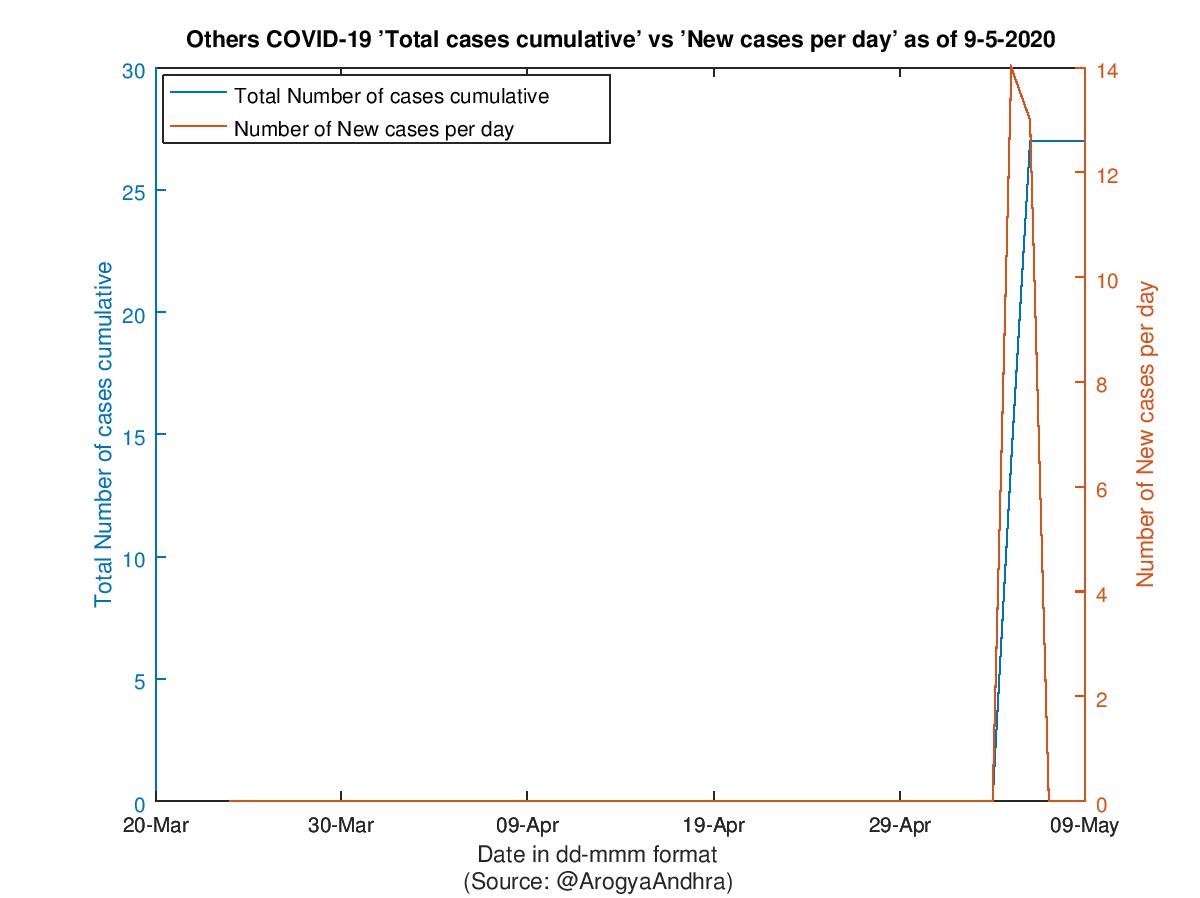 Others COVID-19 ’Total cases cumulative’ vs ’New cases per day’ as of 9-5-2020
Total Number of cases cumulative
Number of New cases per day
30
25
20
15
10
5
0
Total Number of cases cumulative
14
12
10
8
6
4
2
0
Number of New cases per day
20-Mar 30-Mar 09-Apr 19-Apr 29-Apr 09-May
Date in dd-mmm format
(Source: @ArogyaAndhra)